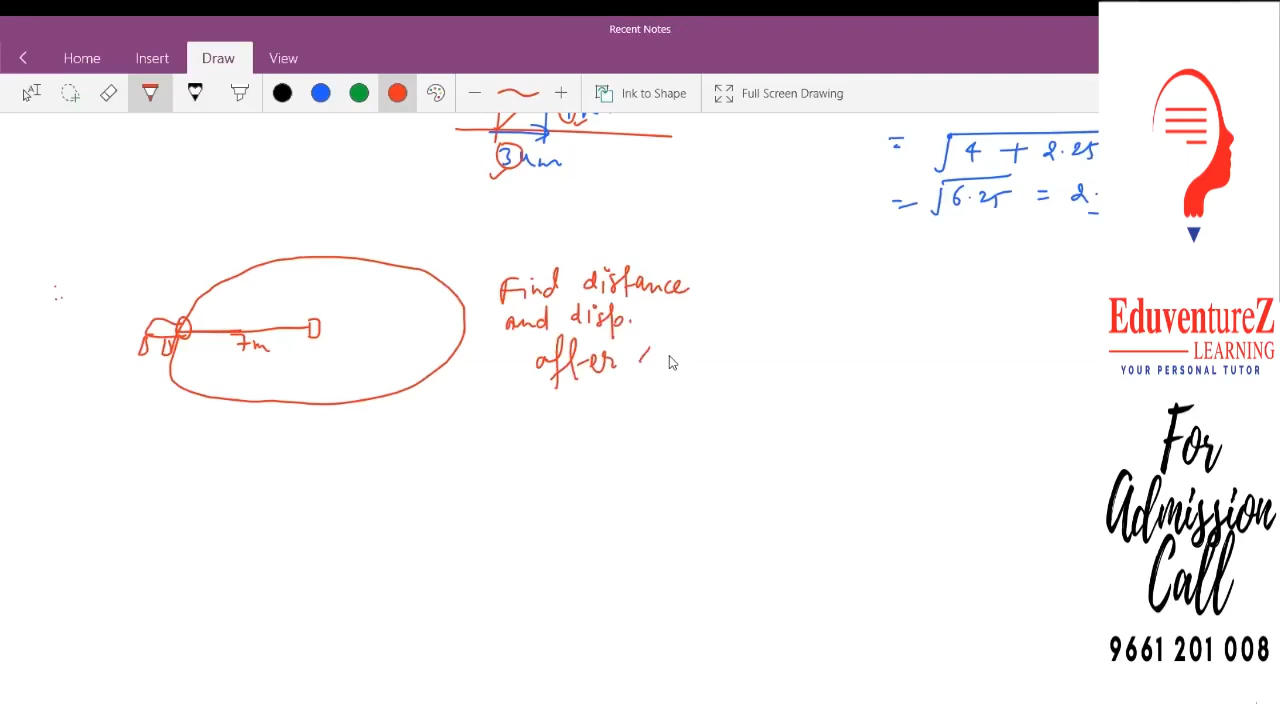 Recent Notes
Home Insert Draw View
Ink to Shape Full Screen Drawing
3 km
= √4 + 2.25
= √6.25 = 2.
7m
Find distance
and disp.
after
EduventureZ
LEARNING
YOUR PERSONAL TUTOR
For
Admission
Call
9661 201 008